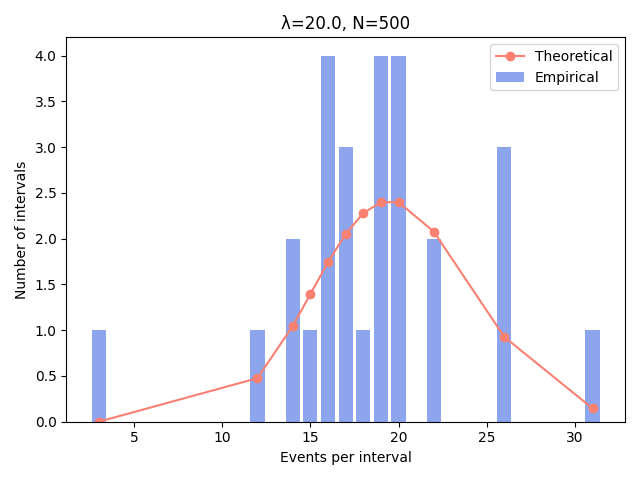 λ=20.0, N=500
Theoretical
Empirical
4.0
3.5
3.0
2.5
2.0
1.5
1.0
0.5
0.0
Number of intervals
5 10 15 20 25 30
Events per interval